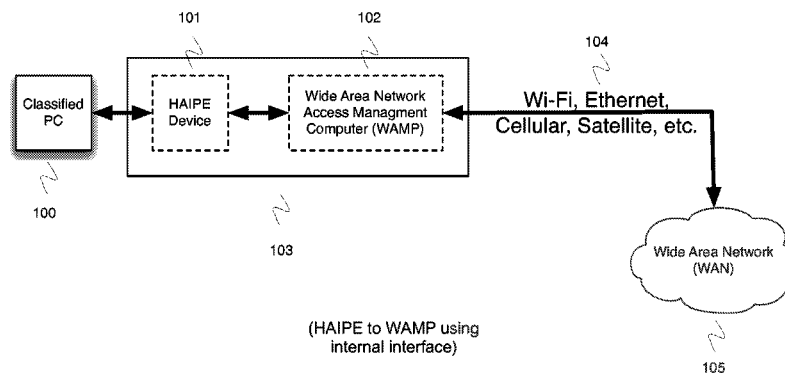 101
102
104
Classified
PC
HAIPE
Device
Wide Area Network
Access Managment
Computer (WAMP)
Wi-Fi, Ethernet,
Cellular, Satellite, etc.
100
103
Wide Area Network
(WAN)
(HAIPE to WAMP using
internal interface)
105